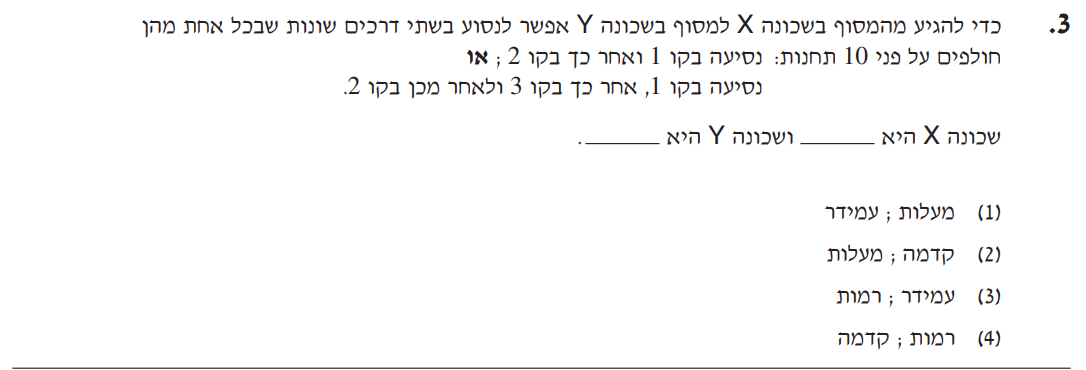 3. כדי להגיע מהמסוף בשכונה X למסוף בשכונה Y אפשר לנסוע בשתי דרכים שונות שבכל אחת מהן
חולפים על פני 10 תחנות: נסיעה בקו 1 ואחר כך בקו 2 ; או
נסיעה בקו 1, אחר כך בקו 3 ולאחר מכן בקו 2.
שכונה X היא ______ ושכונה Y היא ______ .
(1) מעלות ; עמידר
(2) קדמה ; מעלות
(3) עמידר ; רמות
(4) רמות ; קדמה